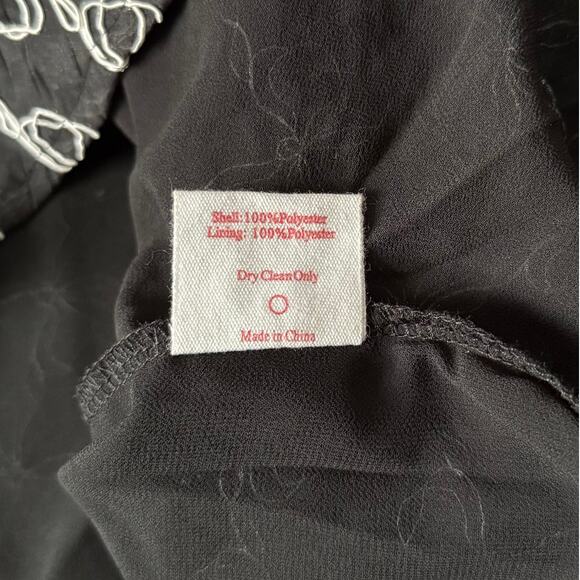 Shell:100%Polyester
Lining: 100%Polyester
Dry Clean Only
Made in China